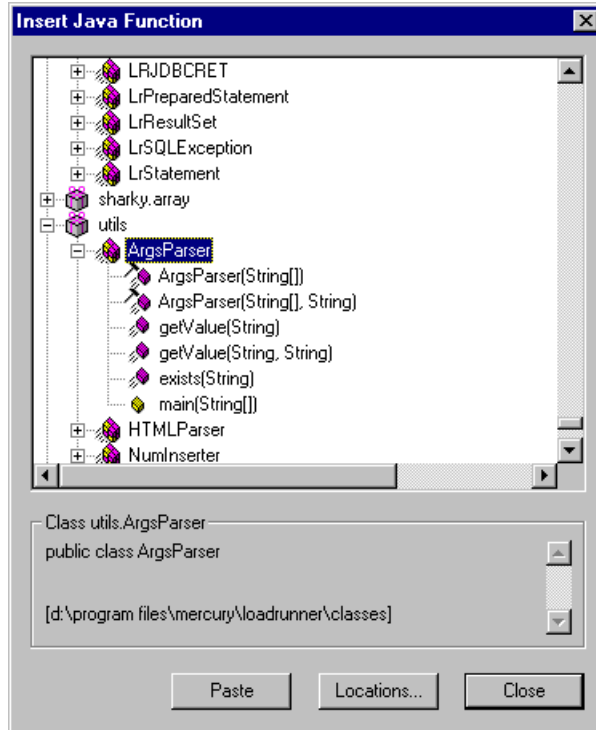 Insert Java Function
LRJDBCRET
LrPreparedStatement
LrResultSet
LrSQLException
LrStatement
sharky.array
utils
ArgsParser
ArgsParser(String[])
ArgsParser(String[], String)
getValue(String)
getValue(String, String)
exists(String)
main(String[])
HTMLParser
NumInserter
Class utils.ArgsParser
public class ArgsParser
[d:\program files\mercury\loadrunner\classes]
Paste Locations... Close